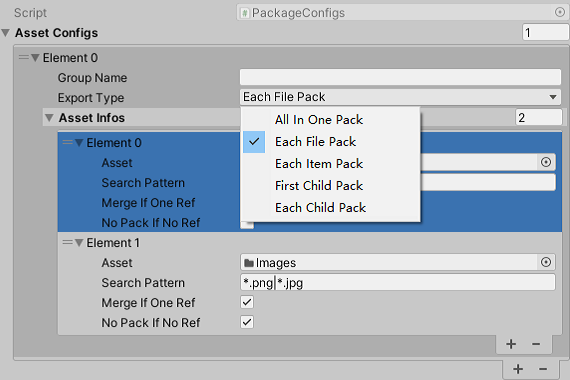 Script PackageConfigs
Asset Configs 1
Element 0
Group Name
Export Type Each File Pack
Asset Infos 2
All In One Pack
Each File Pack
Each Item Pack
First Child Pack
Each Child Pack
Element 0
Asset
Search Pattern
Merge If One Ref
No Pack If No Ref
Element 1
Asset Images
Search Pattern *.png|*.jpg
Merge If One Ref
No Pack If No Ref